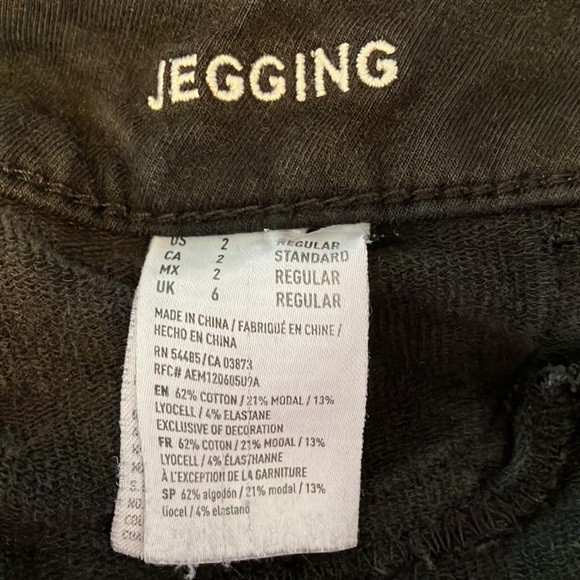 JEGGING
US 2 REGULAR
CA 2 STANDARD
MX 2 REGULAR
UK 6 REGULAR
MADE IN CHINA / FABRIQUÉ EN CHINE /
HECHO EN CHINA
RN 54485/CA 03873
RFC# AEM120605U7A
EN 62% COTTON / 21% MODAL / 13%
LYOCELL / 4% ELASTANE
EXCLUSIVE OF DECORATION
FR 62% COTON / 21% MODAL / 13%
LYOCELL / 4% ÉLASTHANNE
À L'EXCEPTION DE LA GARNITURE
SP 62% algodón / 21% modal / 13%
liocel / 4% elastano